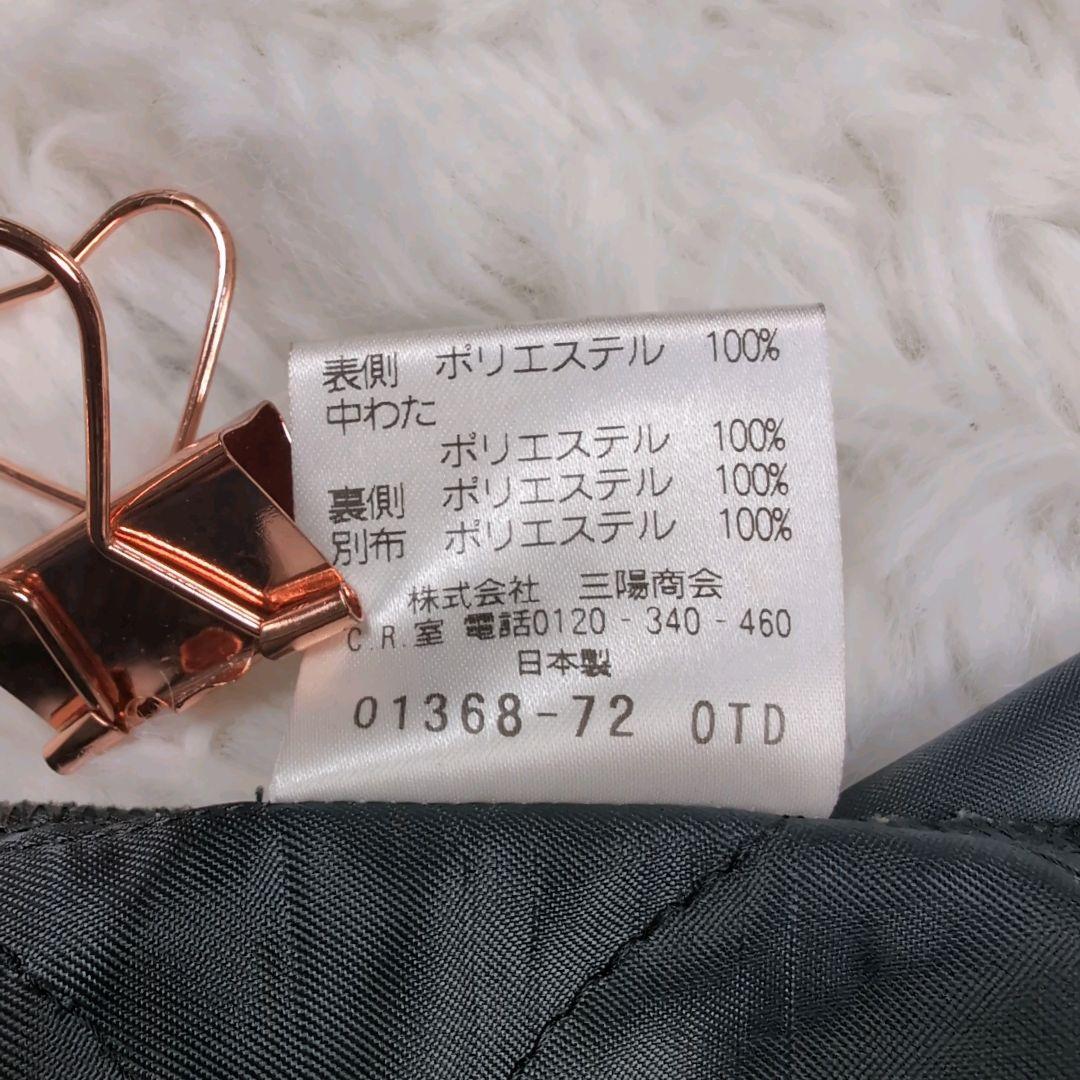 表側 ポリエステル 100%
中わた
ポリエステル 100%
裏側 ポリエステル 100%
別布 ポリエステル 100%
株式会社 三陽商会
C.R.室 電話0120-340-460
日本製
01368-72 OTD